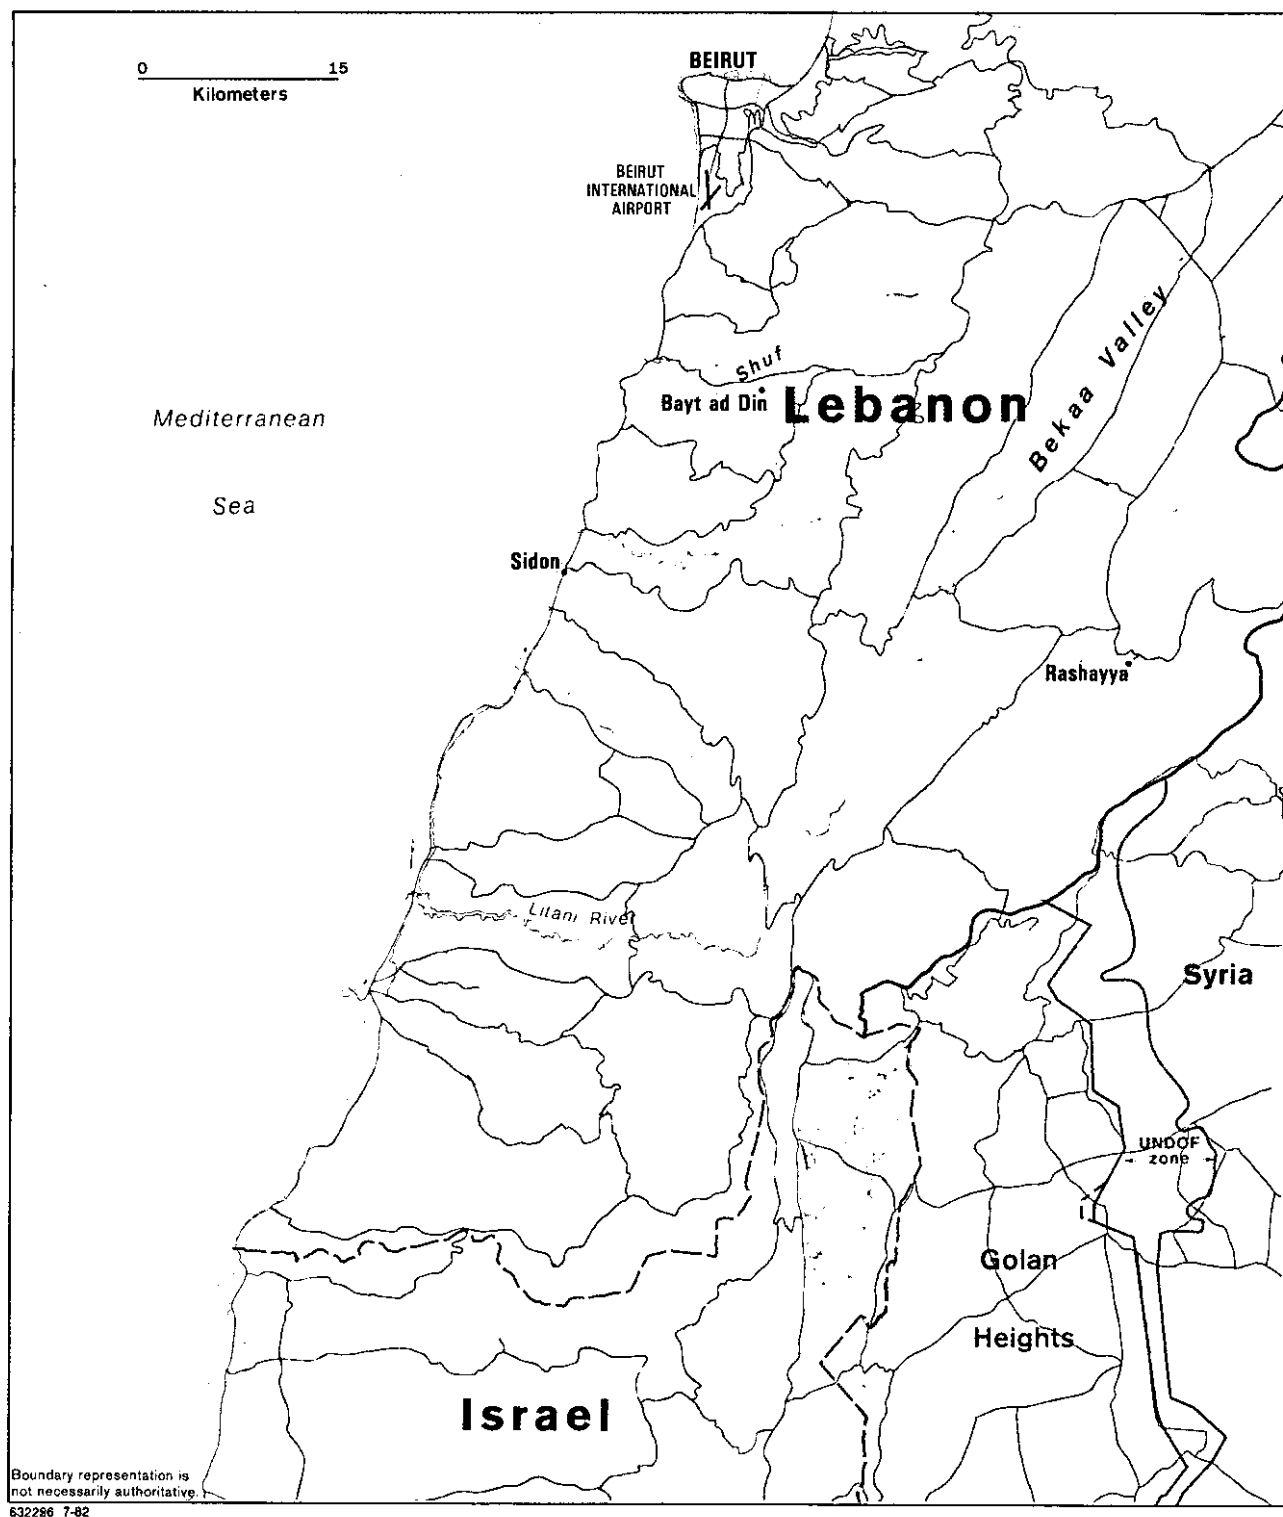 0 15
Kilometers
BEIRUT
BEIRUT
INTERNATIONAL
AIRPORT
Bekaa Valley
Shuf
Bayt ad Din
Lebanon
Mediterranean
Sea
Sidon
Rashayya
Litani River
Syria
UNDOF
zone
Golan
Heights
Israel
Boundary representation is
not necessarily authoritative.
632296 7-82